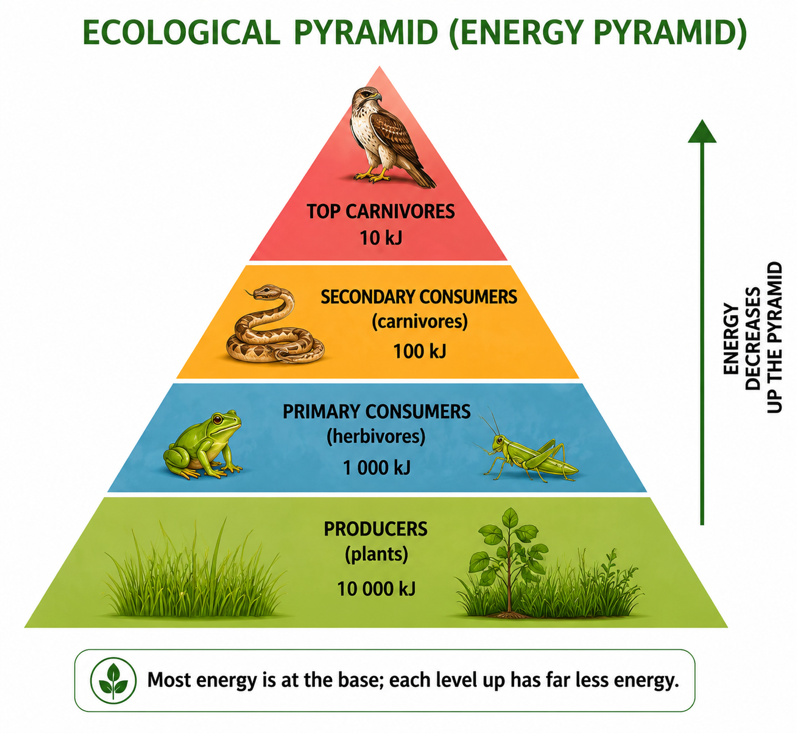 ECOLOGICAL PYRAMID (ENERGY PYRAMID)
TOP CARNIVORES
10 kJ
SECONDARY CONSUMERS
(carnivores)
100 kJ
PRIMARY CONSUMERS
(herbivores)
1 000 kJ
PRODUCERS
(plants)
10 000 kJ
ENERGY
DECREASES
UP THE PYRAMID
Most energy is at the base; each level up has far less energy.